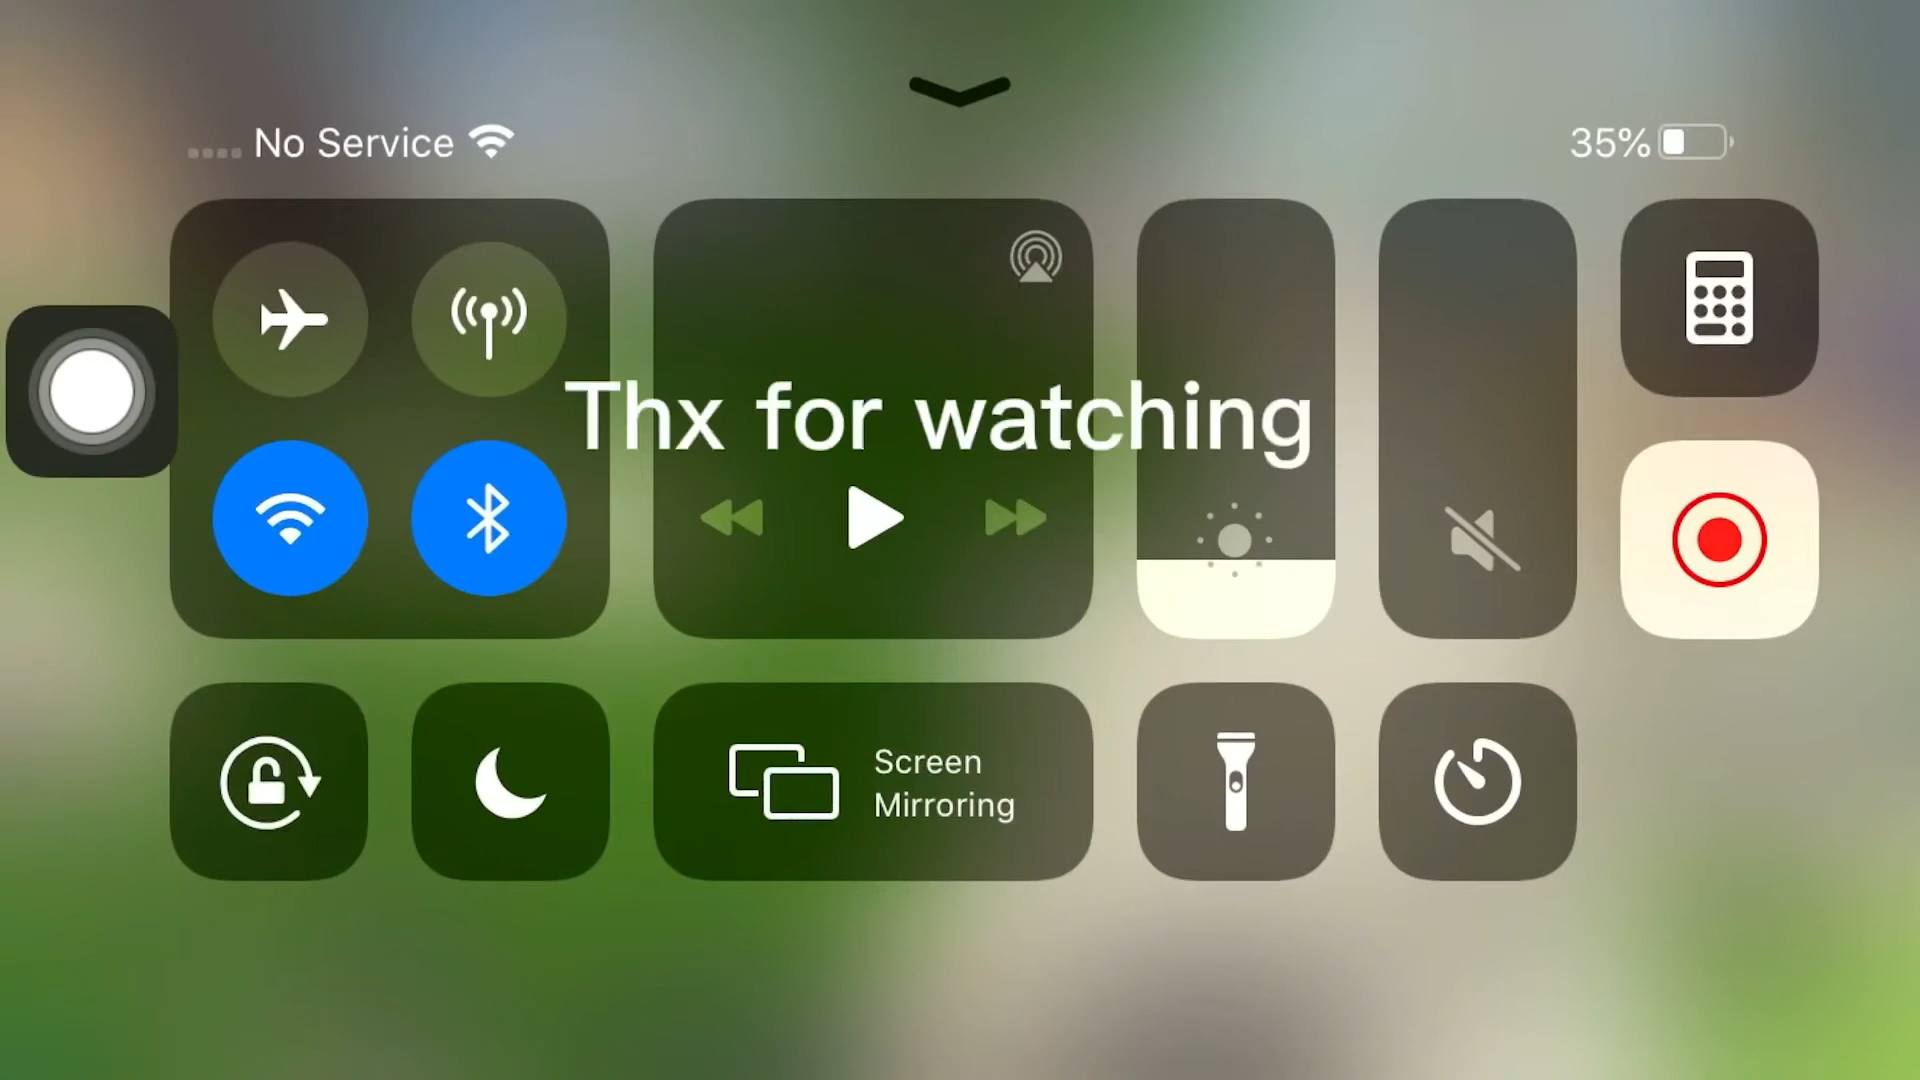 No Service
35%
Thx for watching
Screen
Mirroring